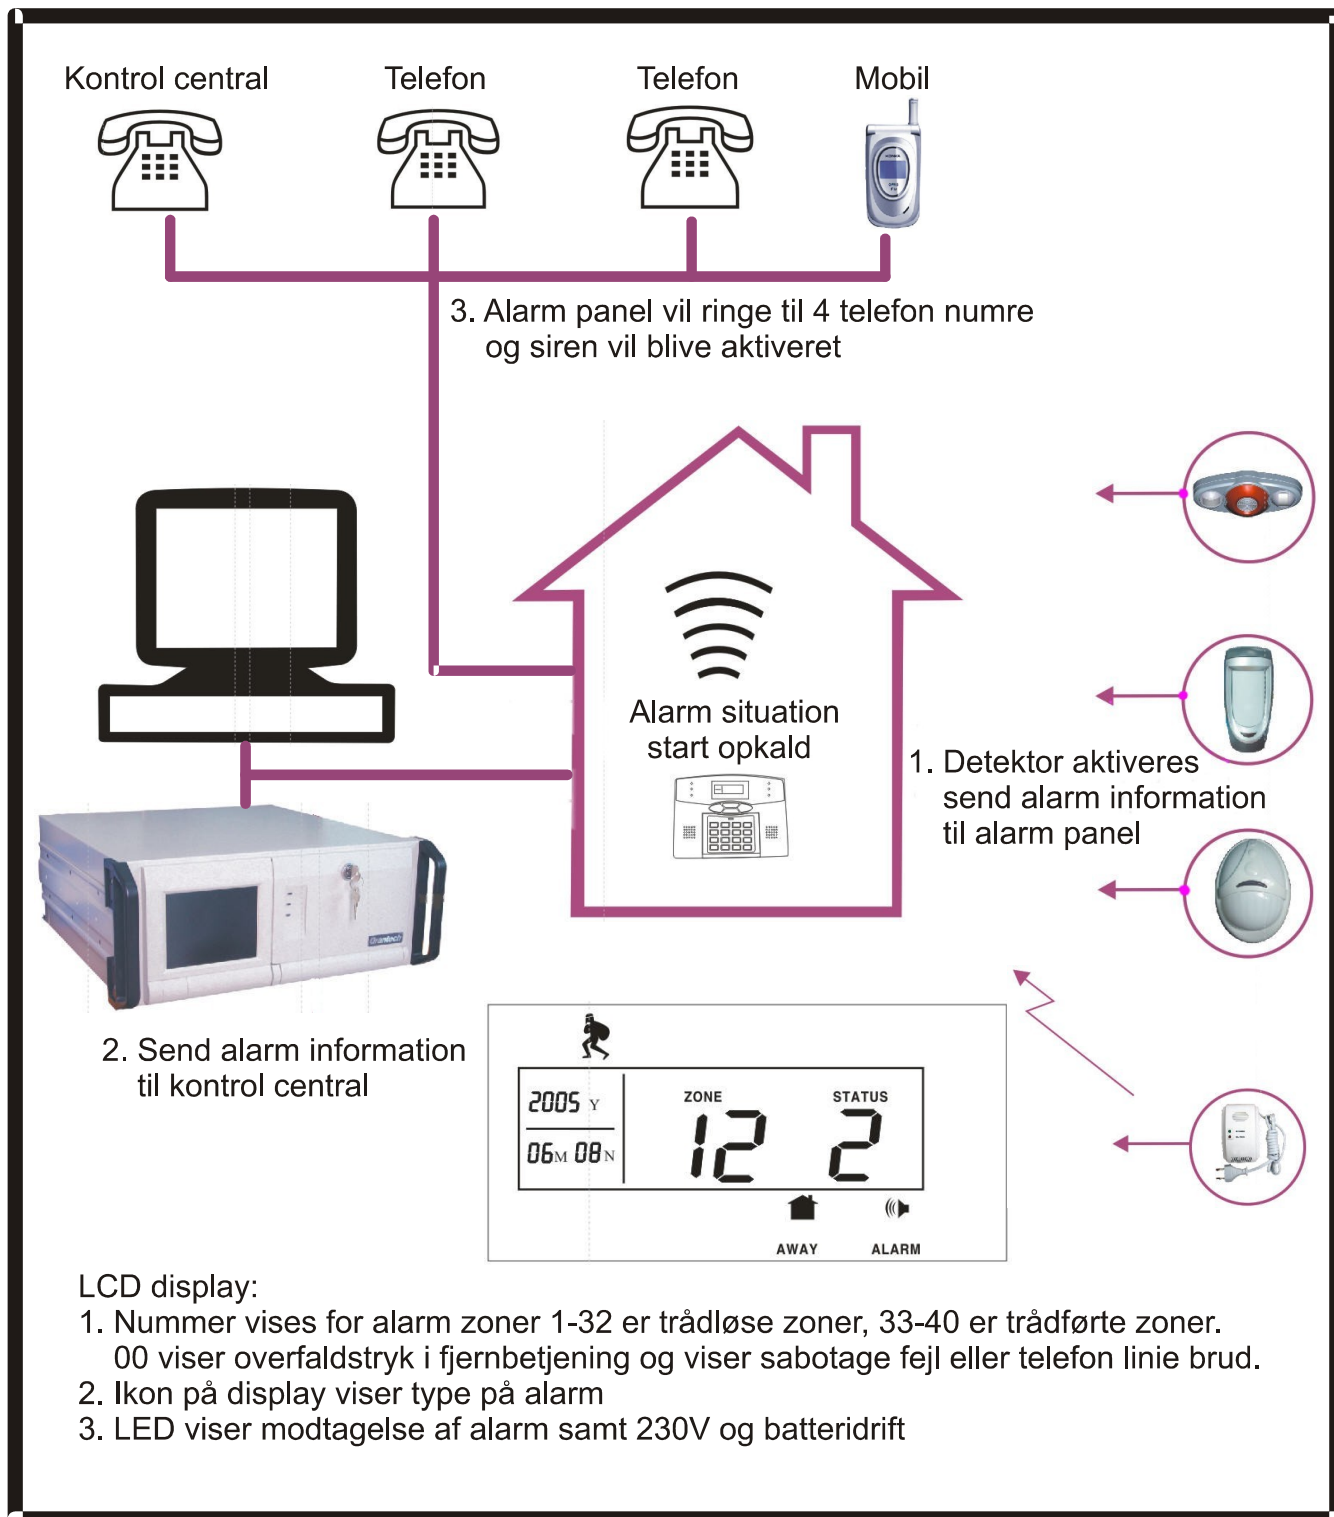 Kontrol central
Telefon
Telefon
Mobil
3. Alarm panel vil ringe til 4 telefon numre
og siren vil blive aktiveret
Alarm situation
start opkald
1. Detektor aktiveres
send alarm information
til alarm panel
2. Send alarm information
til kontrol central
2005 Y
06M 08N
ZONE
12
STATUS
2
AWAY
ALARM
LCD display:
1. Nummer vises for alarm zoner 1-32 er trådløse zoner, 33-40 er trådførte zoner.
00 viser overfaldstryk i fjernbetjening og viser sabotage fejl eller telefon linie brud.
2. Ikon på display viser type på alarm
3. LED viser modtagelse af alarm samt 230V og batteridrift